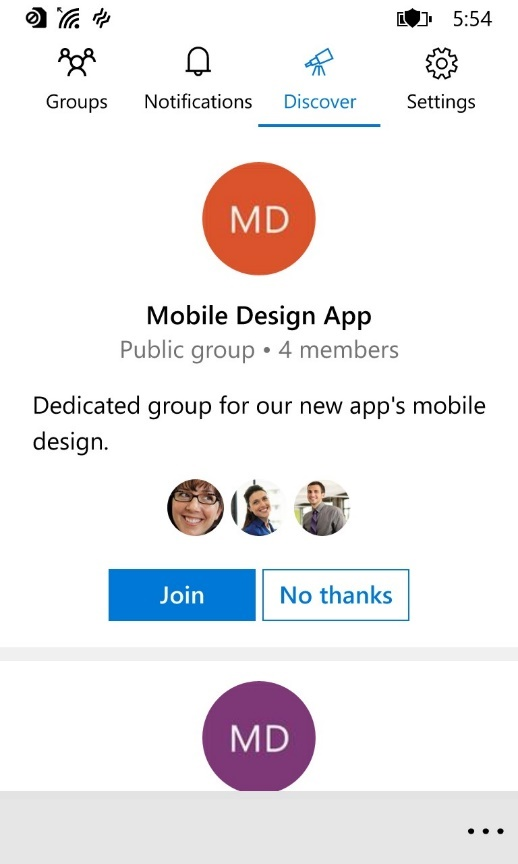 5:54
Groups
Notifications
Discover
Settings
MD
Mobile Design App
Public group • 4 members
Dedicated group for our new app's mobile
design.
Join
No thanks
MD